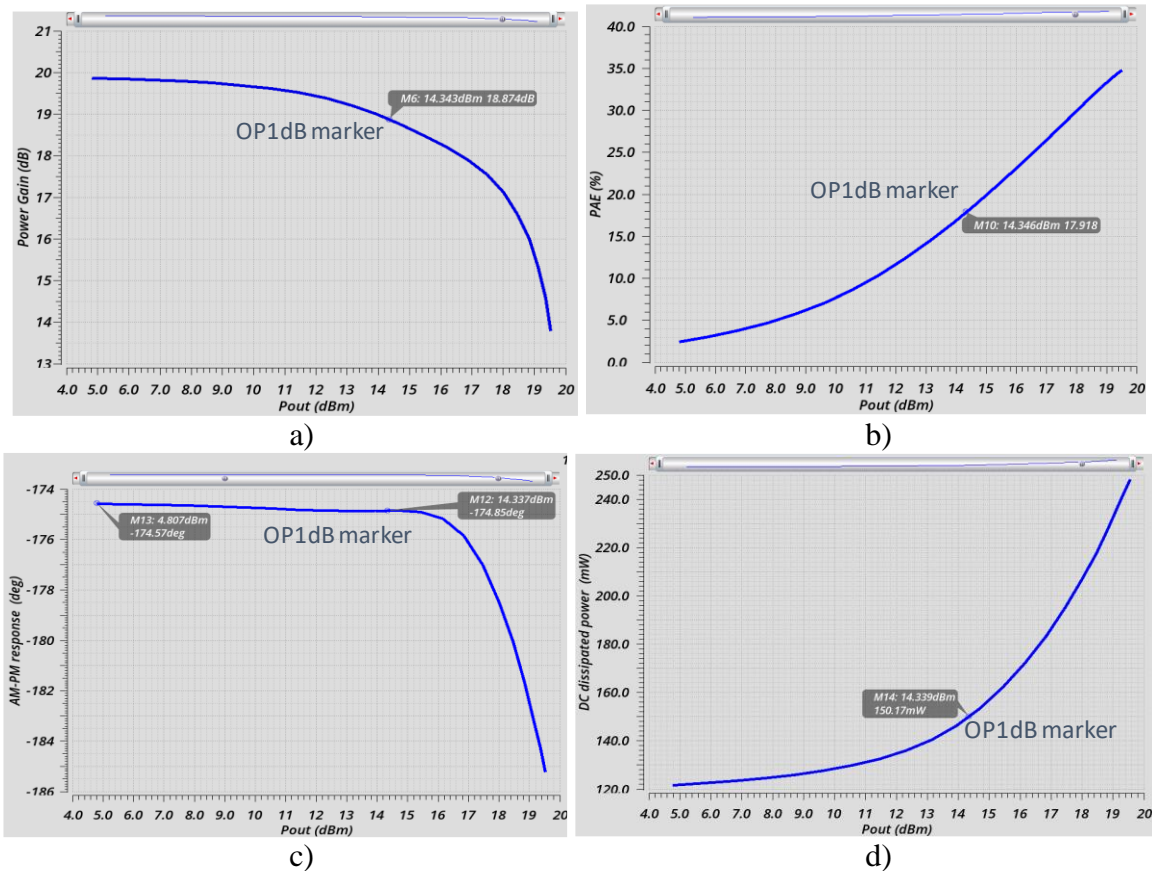 21
20
19
18
17
16
15
14
13
Power Gain (dB)
M6: 14.343dBm 18.874dB
OP1dB marker
4.0 5.0 6.0 7.0 8.0 9.0 10 11 12 13 14 15 16 17 18 19 20
Pout (dBm)
a)
40.0
35.0
30.0
25.0
20.0
15.0
10.0
5.0
0.0
PAE (%)
OP1dB marker
M10: 14.346dBm 17.918
4.0 5.0 6.0 7.0 8.0 9.0 10 11 12 13 14 15 16 17 18 19 20
Pout (dBm)
b)
1
-174
-176
-178
-180
-182
-184
-186
AM-PM response (deg)
M13: 4.807dBm
-174.57deg
M12: 14.337dBm
-174.85deg
OP1dB marker
4.0 5.0 6.0 7.0 8.0 9.0 10 11 12 13 14 15 16 17 18 19 20
Pout (dBm)
c)
250.0
240.0
220.0
200.0
180.0
160.0
140.0
120.0
DC dissipated power (mW)
M14: 14.339dBm
150.17mW
OP1dB marker
4.0 5.0 6.0 7.0 8.0 9.0 10 11 12 13 14 15 16 17 18 19 20
Pout (dBm)
d)